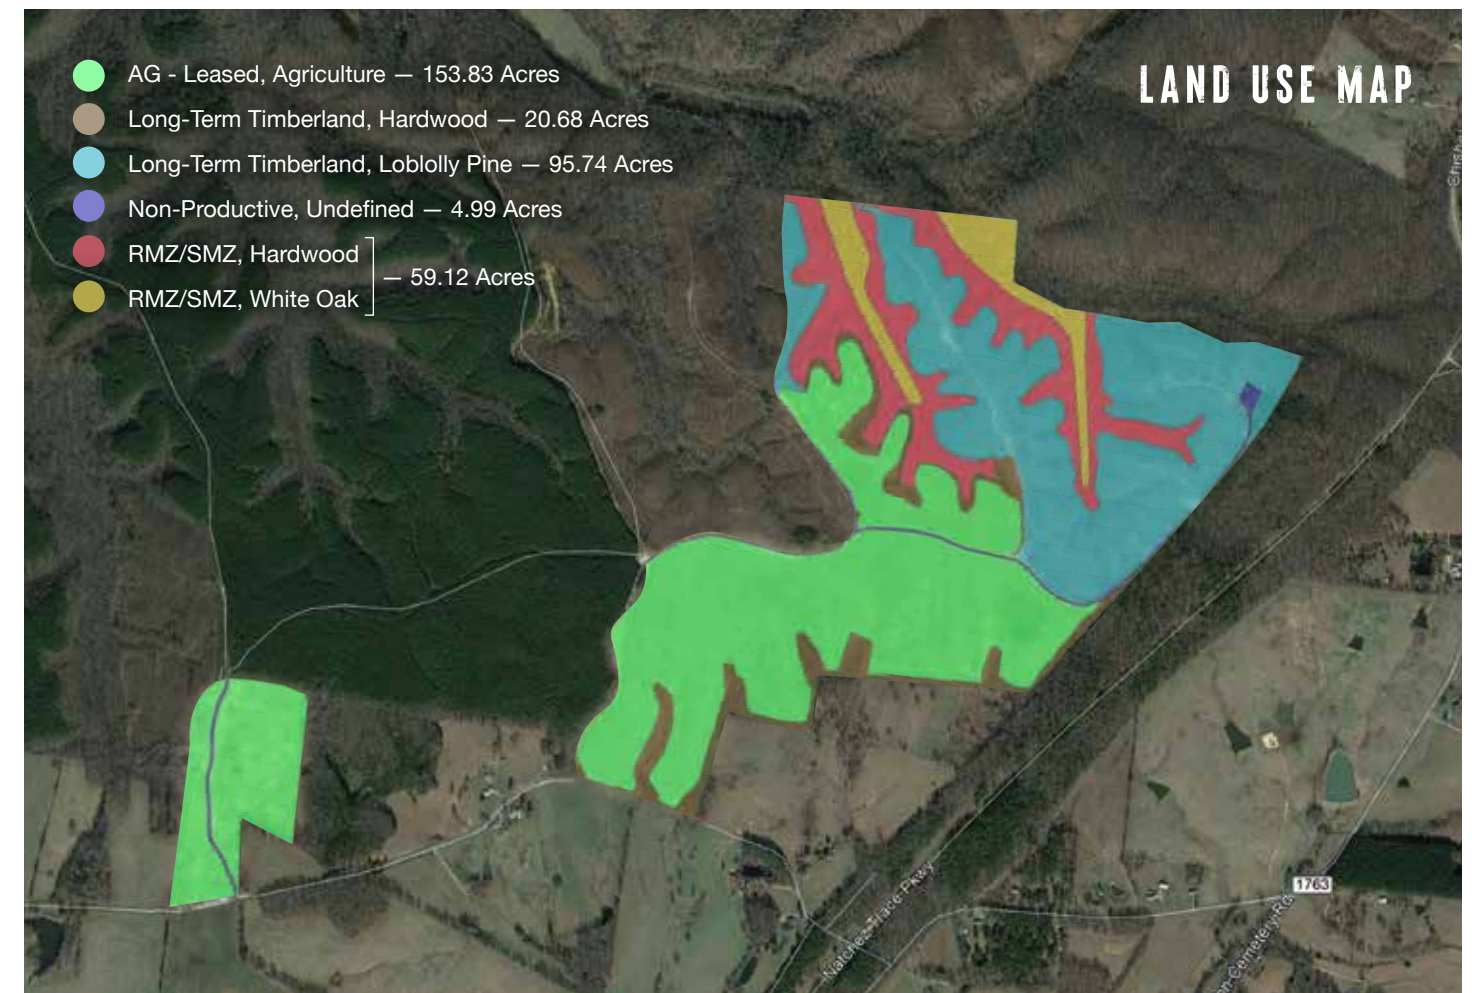 LAND USE MAP
AG - Leased, Agriculture — 153.83 Acres
Long-Term Timberland, Hardwood — 20.68 Acres
Long-Term Timberland, Loblolly Pine — 95.74 Acres
Non-Productive, Undefined — 4.99 Acres
RMZ/SMZ, Hardwood
— 59.12 Acres
RMZ/SMZ, White Oak
1763
Natchez-Trace-Pkwy
n-Cemetery-Rd